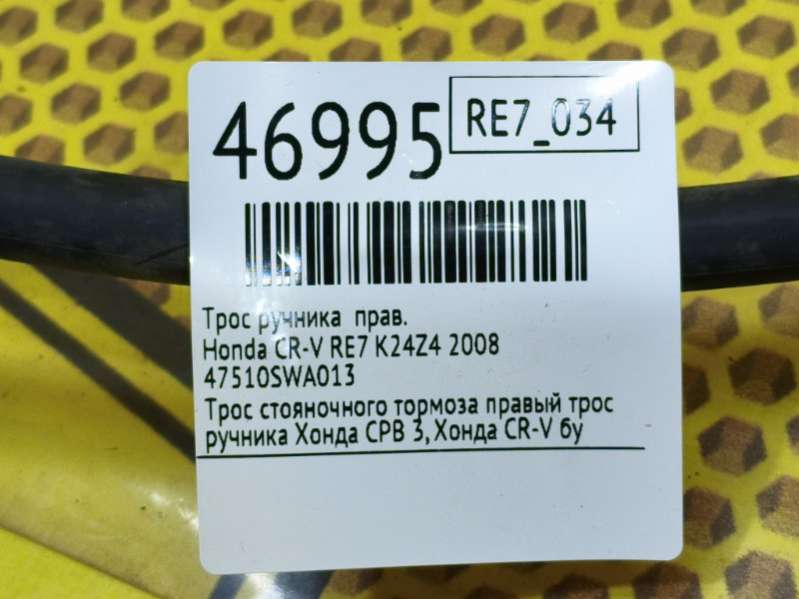 46995
RE7_034
Трос ручника прав.
Honda CR-V RE7 K24Z4 2008
47510SWA013
Трос стояночного тормоза правый трос
ручника Хонда СРВ 3, Хонда CR-V бу